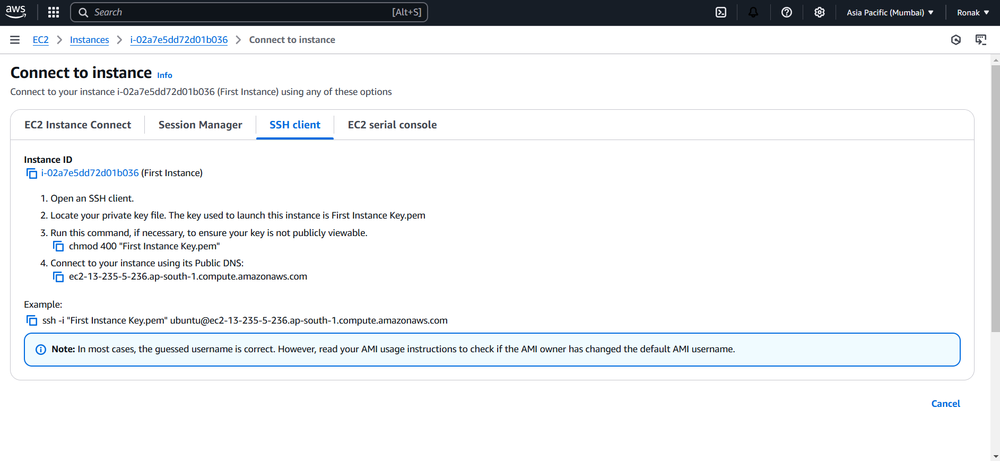 aws Search [Alt+S] Asia Pacific (Mumbai) Ronak
EC2 Instances i-02a7e5dd72d01b036 Connect to instance
Connect to instance Info
Connect to your instance i-02a7e5dd72d01b036 (First Instance) using any of these options
EC2 Instance Connect Session Manager SSH client EC2 serial console
Instance ID
i-02a7e5dd72d01b036 (First Instance)
1. Open an SSH client.
2. Locate your private key file. The key used to launch this instance is First Instance Key.pem
3. Run this command, if necessary, to ensure your key is not publicly viewable.
chmod 400 "First Instance Key.pem"
4. Connect to your instance using its Public DNS:
ec2-13-235-5-236.ap-south-1.compute.amazonaws.com
Example:
ssh -i "First Instance Key.pem" ubuntu@ec2-13-235-5-236.ap-south-1.compute.amazonaws.com
Note: In most cases, the guessed username is correct. However, read your AMI usage instructions to check if the AMI owner has changed the default AMI username.
Cancel